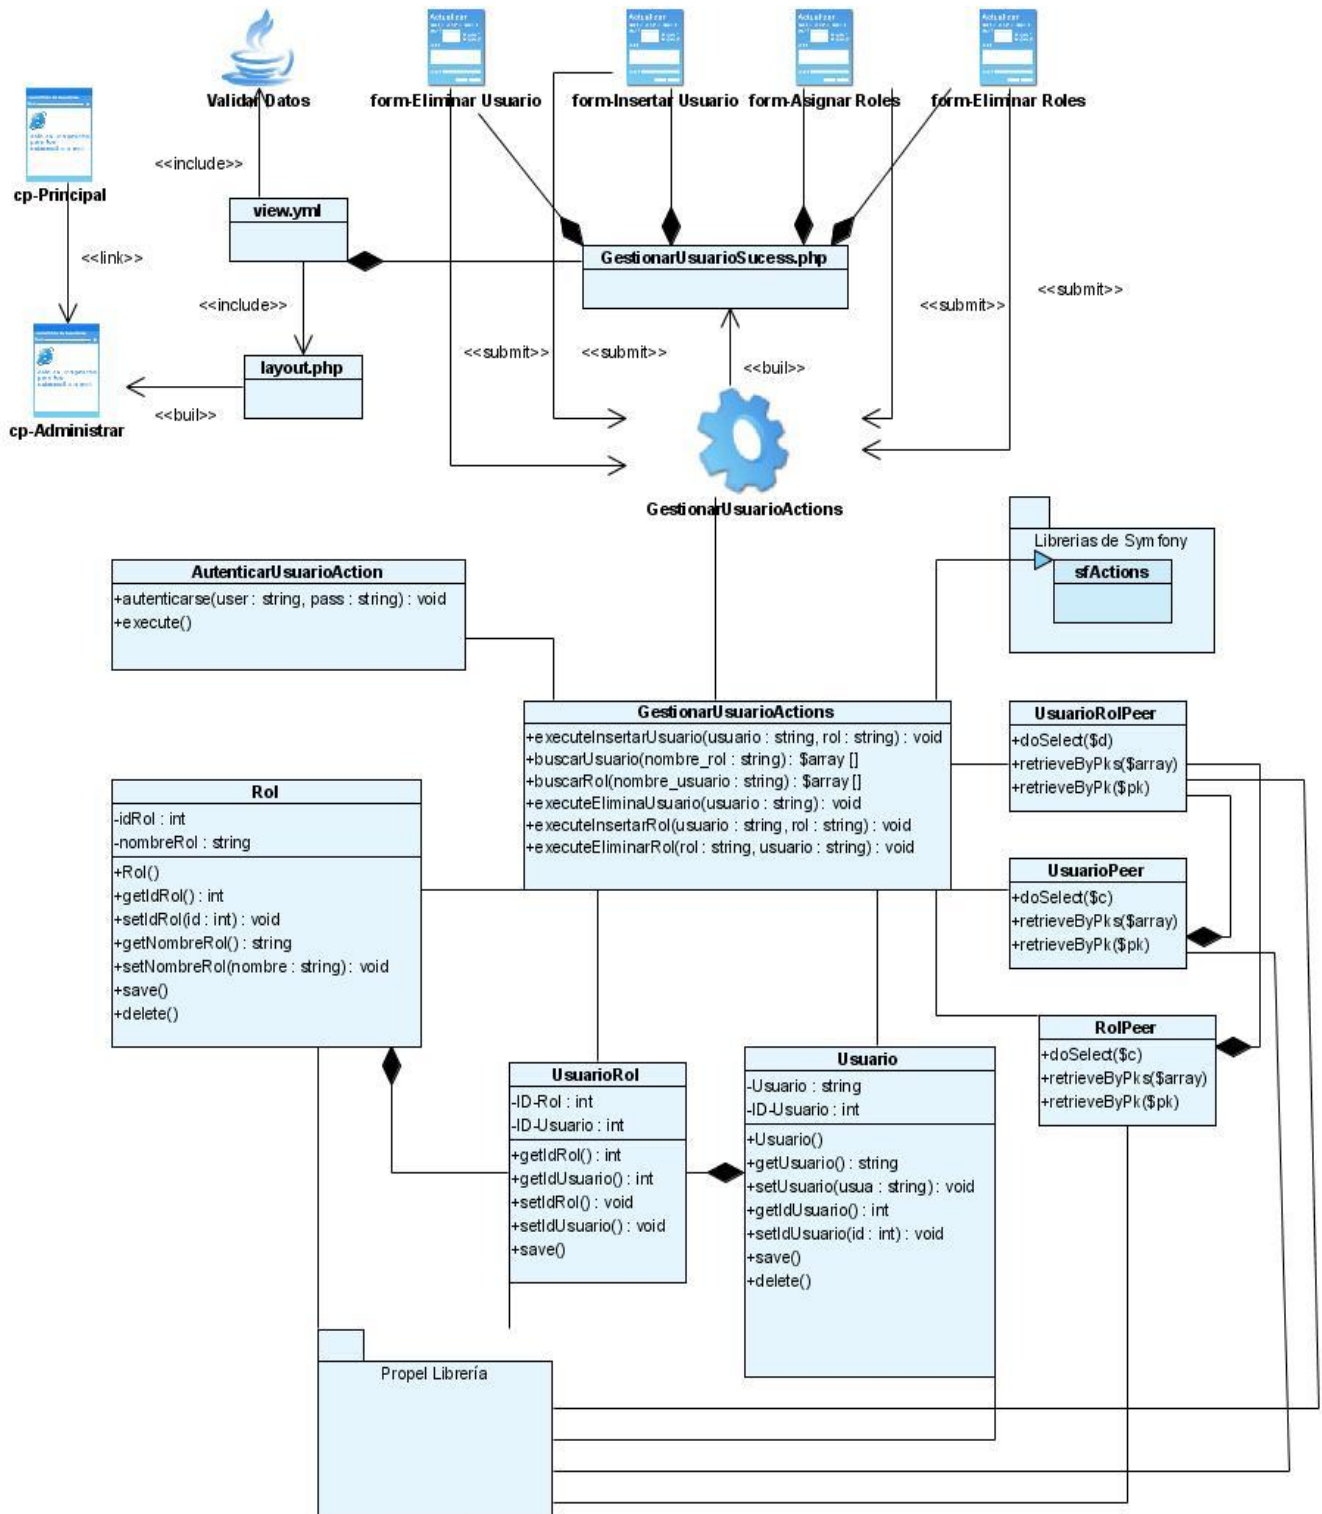 Validar Datos
form-Eliminar Usuario
form-Insertar Usuario
form-Asignar Roles
form-Eliminar Roles
Actualizar
Actualizar
Actualizar
Actualizar
cp-Principal
<<include>>
view.yml
<<link>>
GestionarUsuarioSucess.php
<<include>>
<<submit>>
<<submit>>
<<submit>>
<<submit>>
<<buil>>
layout.php
<<buil>>
cp-Administrar
GestionarUsuarioActions
Librerias de Symfony
sfActions
AutenticarUsuarioAction
+autenticarse(user : string, pass : string) : void
+execute()
GestionarUsuarioActions
+executeInsertarUsuario(usuario : string, rol : string) : void
+buscarUsuario(nombre_rol : string) : $array []
+buscarRol(nombre_usuario : string) : $array []
+executeEliminaUsuario(usuario : string) : void
+executeInsertarRol(usuario : string, rol : string) : void
+executeEliminarRol(rol : string, usuario : string) : void
UsuarioRolPeer
+doSelect($d)
+retrieveByPks($array)
+retrieveByPk($pk)
Rol
-idRol : int
-nombreRol : string
+Rol()
+getIdRol() : int
+setIdRol(id : int) : void
+getNombreRol() : string
+setNombreRol(nombre : string) : void
+save()
+delete()
UsuarioPeer
+doSelect($c)
+retrieveByPks($array)
+retrieveByPk($pk)
RolPeer
+doSelect($c)
+retrieveByPks($array)
+retrieveByPk($pk)
UsuarioRol
-ID-Rol : int
-ID-Usuario : int
+getIdRol() : int
+getIdUsuario() : int
+setIdRol() : void
+setIdUsuario() : void
+save()
Usuario
-Usuario : string
-ID-Usuario : int
+Usuario()
+getUsuario() : string
+setUsuario(usua : string) : void
+getIdUsuario() : int
+setIdUsuario(id : int) : void
+save()
+delete()
Propel Librería